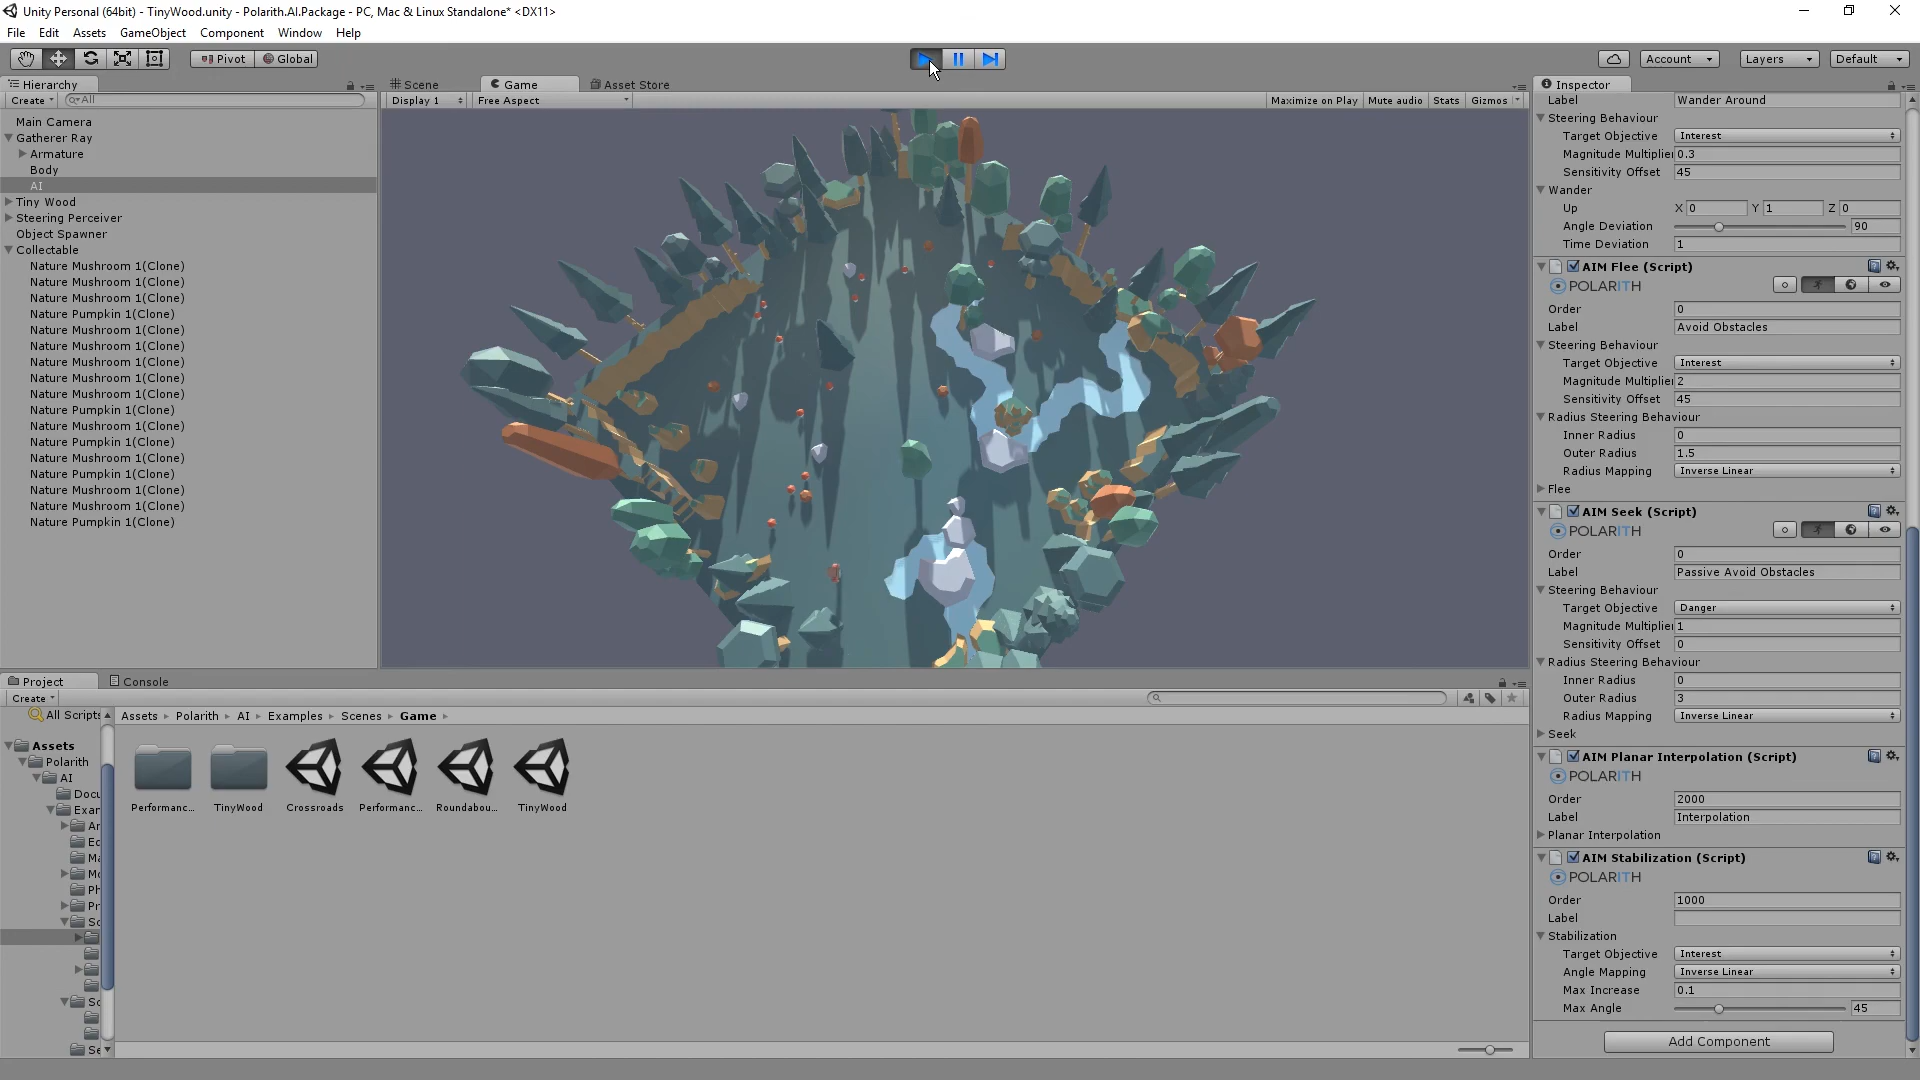 Unity Personal (64bit) - TinyWood.unity - Polarith.AI.Package - PC, Mac & Linux Standalone* <DX11>
File Edit Assets GameObject Component Window Help
Pivot Global Account Layers Default
Hierarchy
Create All
Main Camera
Gatherer Ray
Armature
Body
AI
Tiny Wood
Steering Perceiver
Object Spawner
Collectable
Nature Mushroom 1(Clone)
Nature Mushroom 1(Clone)
Nature Mushroom 1(Clone)
Nature Pumpkin 1(Clone)
Nature Mushroom 1(Clone)
Nature Mushroom 1(Clone)
Nature Mushroom 1(Clone)
Nature Mushroom 1(Clone)
Nature Mushroom 1(Clone)
Nature Pumpkin 1(Clone)
Nature Mushroom 1(Clone)
Nature Pumpkin 1(Clone)
Nature Mushroom 1(Clone)
Nature Pumpkin 1(Clone)
Nature Mushroom 1(Clone)
Nature Mushroom 1(Clone)
Nature Pumpkin 1(Clone)
Scene Game Asset Store
Display 1 Free Aspect Maximize on Play Mute audio Stats Gizmos
Inspector
Label Wander Around
Steering Behaviour
Target Objective Interest
Magnitude Multiplier 0.3
Sensitivity Offset 45
Wander
Up X 0 Y 1 Z 0
Angle Deviation 90
Time Deviation 1
AIM Flee (Script)
POLARITH
Order 0
Label Avoid Obstacles
Steering Behaviour
Target Objective Interest
Magnitude Multiplier 2
Sensitivity Offset 45
Radius Steering Behaviour
Inner Radius 0
Outer Radius 1.5
Radius Mapping Inverse Linear
Flee
AIM Seek (Script)
POLARITH
Order 0
Label Passive Avoid Obstacles
Steering Behaviour
Target Objective Danger
Magnitude Multiplier 1
Sensitivity Offset 0
Radius Steering Behaviour
Inner Radius 0
Outer Radius 3
Radius Mapping Inverse Linear
Seek
AIM Planar Interpolation (Script)
POLARITH
Order 2000
Label Interpolation
Planar Interpolation
AIM Stabilization (Script)
POLARITH
Order 1000
Label
Stabilization
Target Objective Interest
Angle Mapping Inverse Linear
Max Increase 0.1
Max Angle 45
Add Component
Project Console
Create
All Scripts
Assets
Polarith
AI
Docu
Exar
Ar
Ec
Ma
Mc
Ph
Pr
Sc
Sc
Se
Assets Polarith AI Examples Scenes Game
Performanc... TinyWood Crossroads Performanc... Roundabou... TinyWood